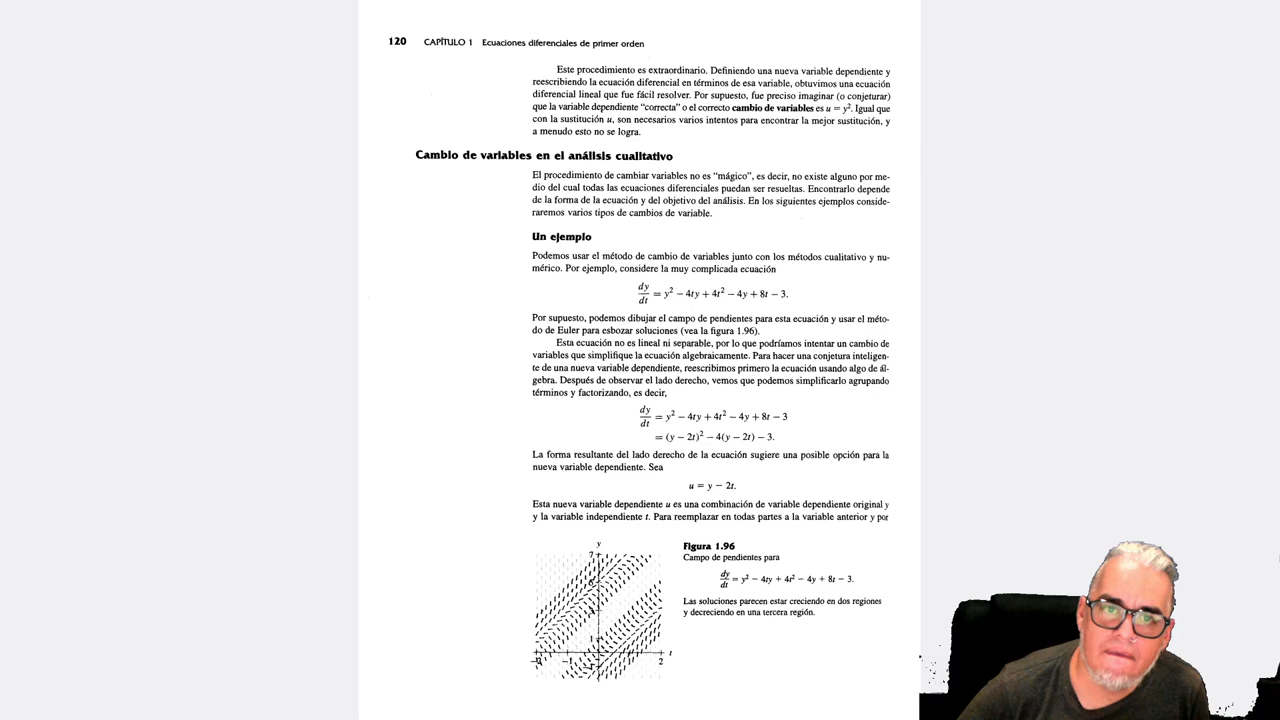 120 CAPÍTULO 1 Ecuaciones diferenciales de primer orden
Este procedimiento es extraordinario. Definiendo una nueva variable dependiente y
reescribiendo la ecuación diferencial en términos de esa variable, obtuvimos una ecuación
diferencial lineal que fue fácil resolver. Por supuesto, fue preciso imaginar (o conjeturar)
que la variable dependiente “correcta” o el correcto cambio de variables es u = y². Igual que
con la sustitución u, son necesarios varios intentos para encontrar la mejor sustitución, y
a menudo esto no se logra.
Cambio de variables en el análisis cualitativo
El procedimiento de cambiar variables no es “mágico”, es decir, no existe alguno por me-
dio del cual todas las ecuaciones diferenciales puedan ser resueltas. Encontrarlo depende
de la forma de la ecuación y del objetivo del análisis. En los siguientes ejemplos conside-
raremos varios tipos de cambios de variable.
Un ejemplo
Podemos usar el método de cambio de variables junto con los métodos cualitativo y nu-
mérico. Por ejemplo, considere la muy complicada ecuación
dy/dt = y² − 4ty + 4t² − 4y + 8t − 3.
Por supuesto, podemos dibujar el campo de pendientes para esta ecuación y usar el méto-
do de Euler para esbozar soluciones (vea la figura 1.96).
Esta ecuación no es lineal ni separable, por lo que podríamos intentar un cambio de
variables que simplifique la ecuación algebraicamente. Para hacer una conjetura inteligen-
te de una nueva variable dependiente, reescribimos primero la ecuación usando algo de ál-
gebra. Después de observar el lado derecho, vemos que podemos simplificarlo agrupando
términos y factorizando, es decir,
dy/dt = y² − 4ty + 4t² − 4y + 8t − 3
= (y − 2t)² − 4(y − 2t) − 3.
La forma resultante del lado derecho de la ecuación sugiere una posible opción para la
nueva variable dependiente. Sea
u = y − 2t.
Esta nueva variable dependiente u es una combinación de variable dependiente original y
y la variable independiente t. Para reemplazar en todas partes a la variable anterior y por
y
7
1
−1
2
t
Figura 1.96
Campo de pendientes para
dy/dt = y² − 4ty + 4t² − 4y + 8t − 3.
Las soluciones parecen estar creciendo en dos regiones
y decreciendo en una tercera región.